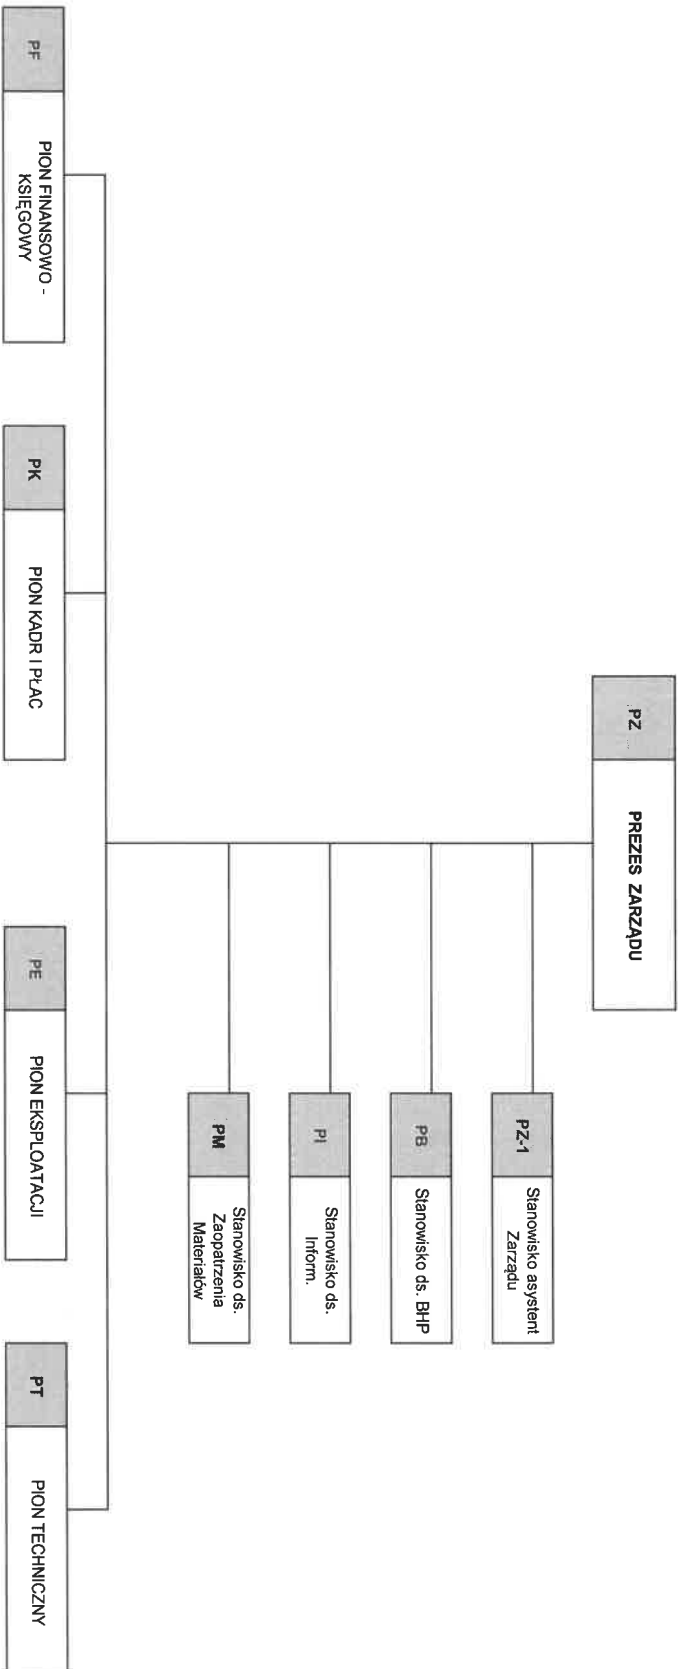 PZ
PREZES ZARZĄDU
PZ-1
Stanowisko asystent
Zarządu
PB
Stanowisko ds. BHP
PI
Stanowisko ds.
Inform.
PM
Stanowisko ds.
Zaopatrzenia
Materiałów
PF
PION FINANSOWO -
KSIĘGOWY
PK
PION KADR I PŁAC
PE
PION EKSPLOATACJI
PT
PION TECHNICZNY